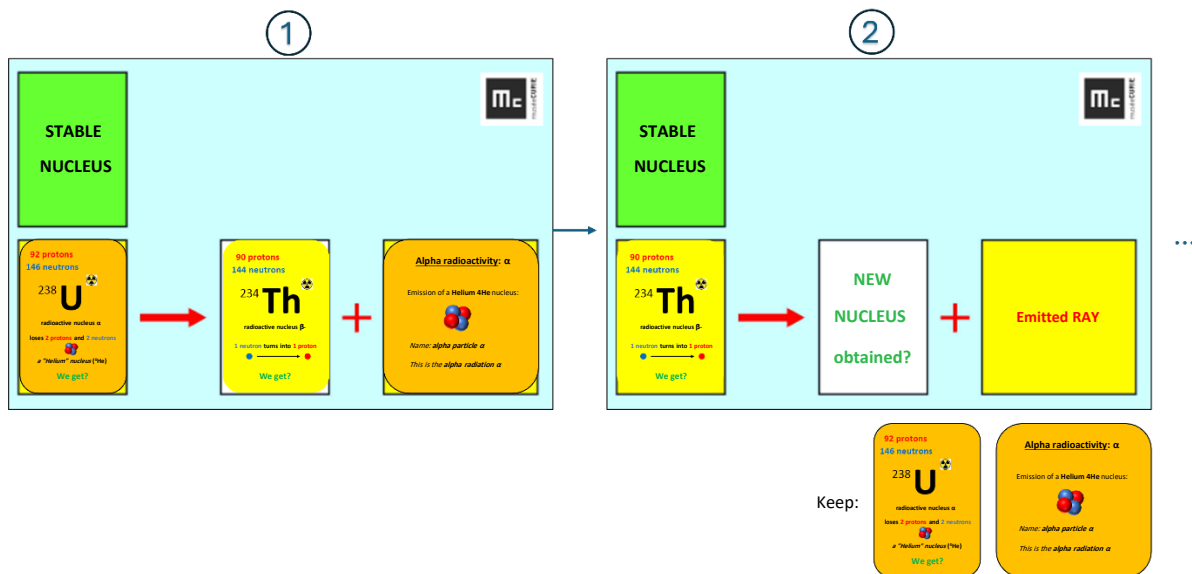 1
2
STABLE
NUCLEUS
Mc
muséeCURIE
92 protons
146 neutrons
238U
radioactive nucleus α
loses 2 protons and 2 neutrons
a "Helium" nucleus (⁴He)
We get?
90 protons
144 neutrons
234Th
radioactive nucleus β-
1 neutron turns into 1 proton
We get?
+
Alpha radioactivity: α
Emission of a Helium 4He nucleus:
Name: alpha particle α
This is the alpha radiation α
STABLE
NUCLEUS
Mc
muséeCURIE
90 protons
144 neutrons
234Th
radioactive nucleus β-
1 neutron turns into 1 proton
We get?
NEW
NUCLEUS
obtained?
+
Emitted RAY
...
Keep:
92 protons
146 neutrons
238U
radioactive nucleus α
loses 2 protons and 2 neutrons
a "Helium" nucleus (⁴He)
We get?
Alpha radioactivity: α
Emission of a Helium 4He nucleus:
Name: alpha particle α
This is the alpha radiation α